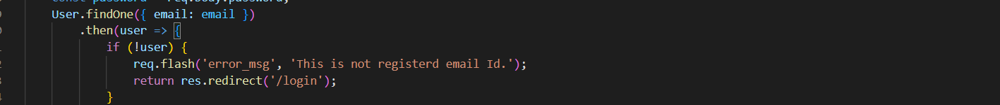 const password = req.body.password;
User.findOne({ email: email })
.then(user => {
if (!user) {
req.flash('error_msg', 'This is not registerd email Id.');
return res.redirect('/login');
}